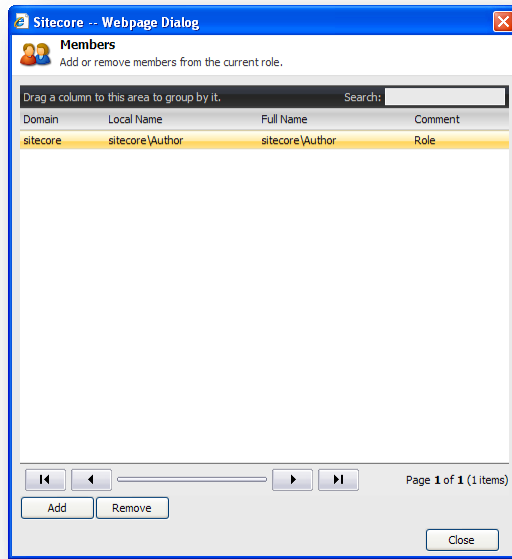 Sitecore -- Webpage Dialog
Members
Add or remove members from the current role.
Drag a column to this area to group by it. Search:
Domain Local Name Full Name Comment
sitecore sitecore\Author sitecore\Author Role
Page 1 of 1 (1 items)
Add Remove
Close